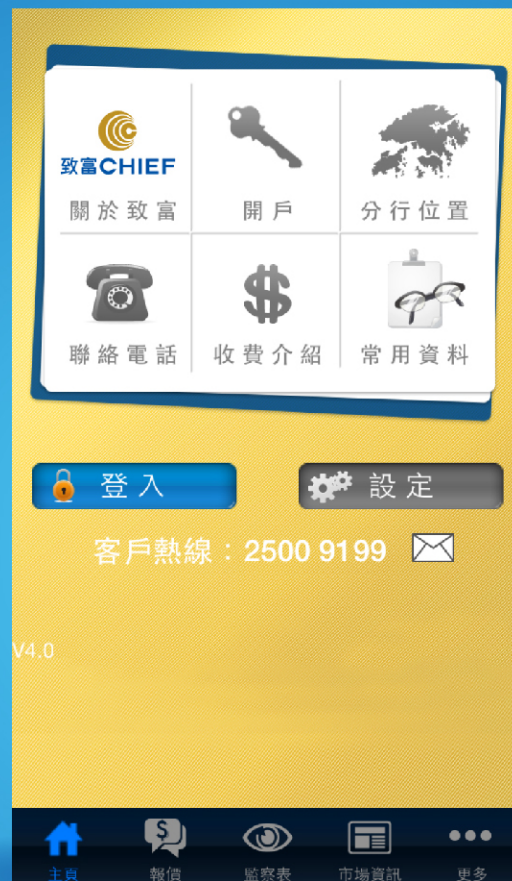 致富CHIEF
關於致富 開戶 分行位置
聯絡電話 收費介紹 常用資料
登入 設定
客戶熱線：2500 9199
V4.0
主頁 報價 監察表 市場資訊 更多